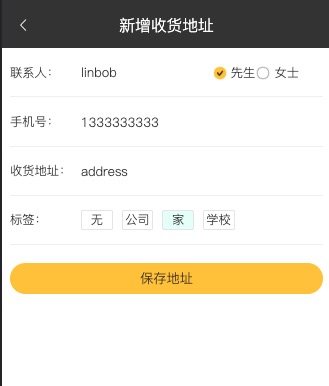 新增收货地址
联系人： linbob 先生 女士
手机号： 1333333333
收货地址： address
标签： 无 公司 家 学校
保存地址